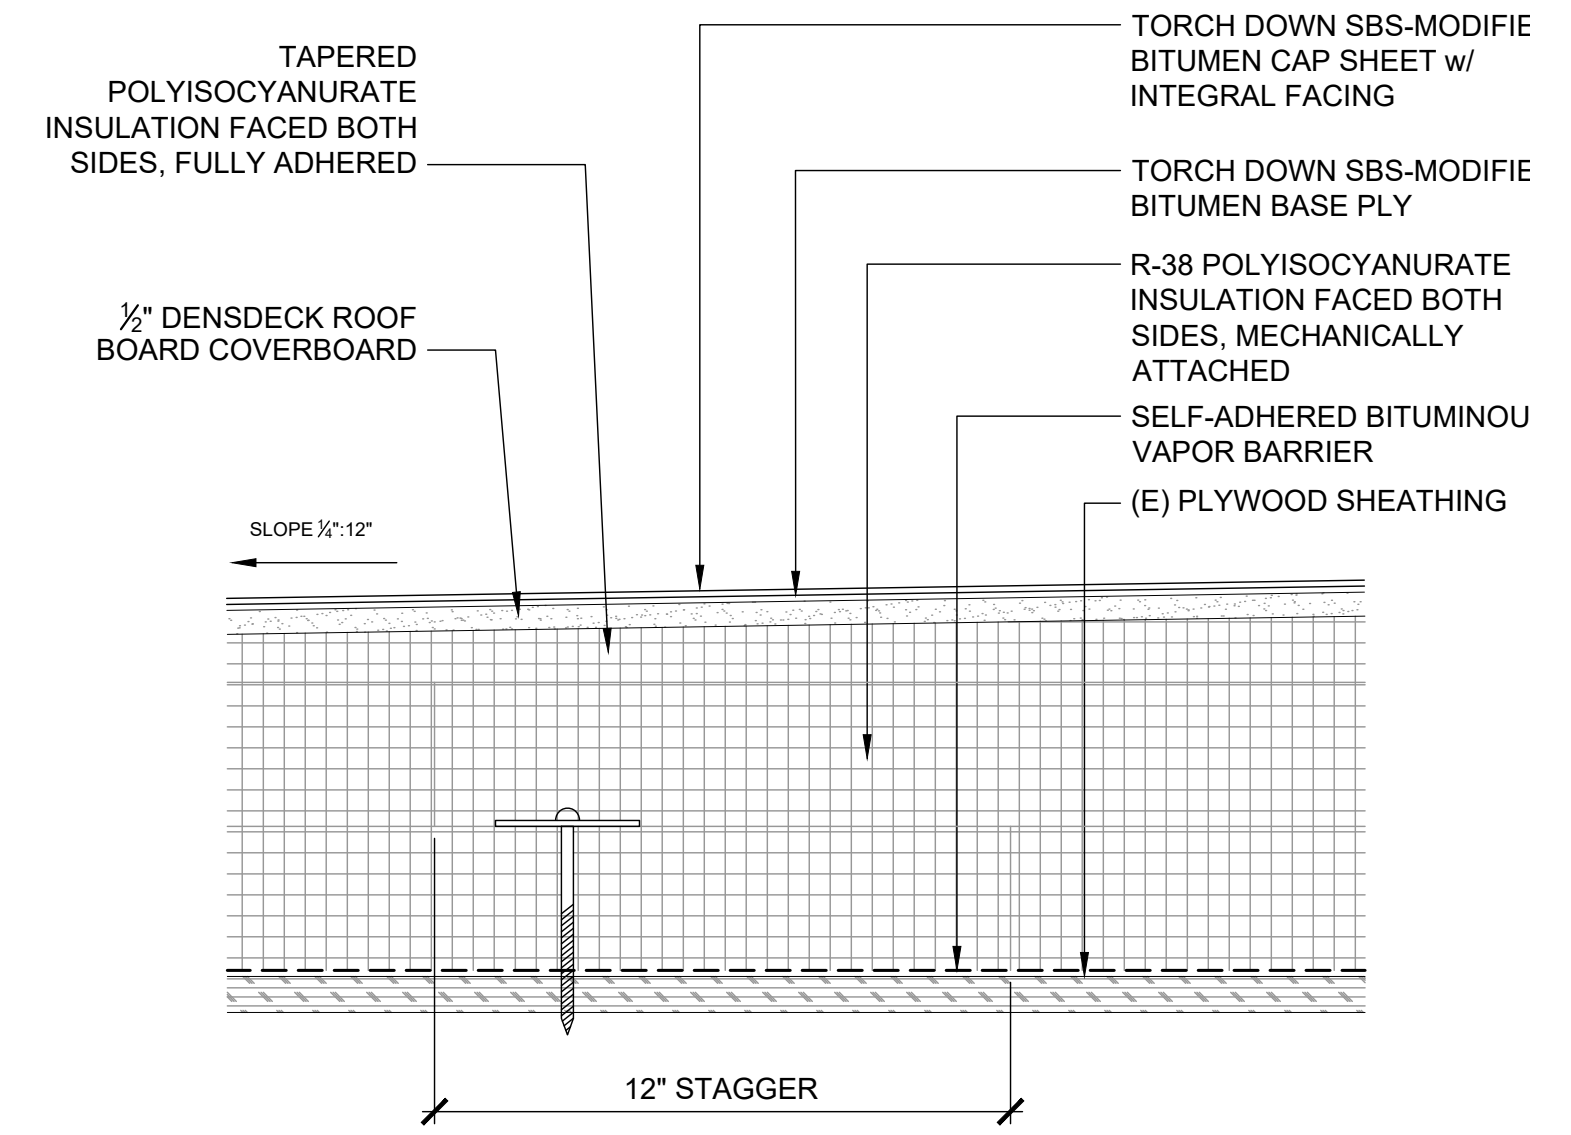 TAPERED
POLYISOCYANURATE
INSULATION FACED BOTH
SIDES, FULLY ADHERED
½" DENSDECK ROOF
BOARD COVERBOARD
SLOPE ¼":12"
TORCH DOWN SBS-MODIFIE
BITUMEN CAP SHEET w/
INTEGRAL FACING
TORCH DOWN SBS-MODIFIE
BITUMEN BASE PLY
R-38 POLYISOCYANURATE
INSULATION FACED BOTH
SIDES, MECHANICALLY
ATTACHED
SELF-ADHERED BITUMINOU
VAPOR BARRIER
(E) PLYWOOD SHEATHING
12" STAGGER